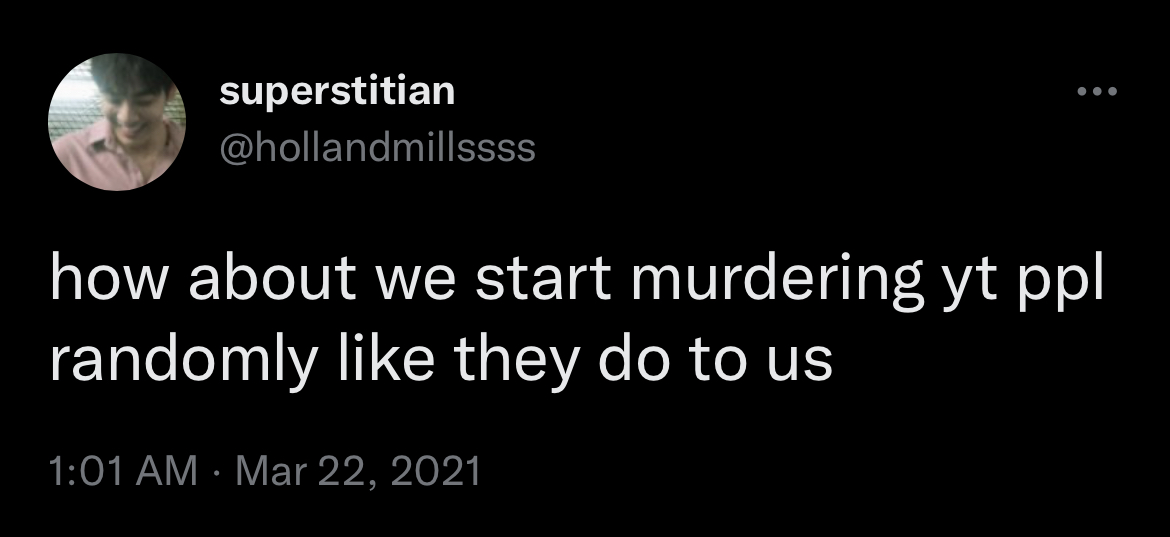 superstitian
@hollandmillssss
how about we start murdering yt ppl
randomly like they do to us
1:01 AM · Mar 22, 2021